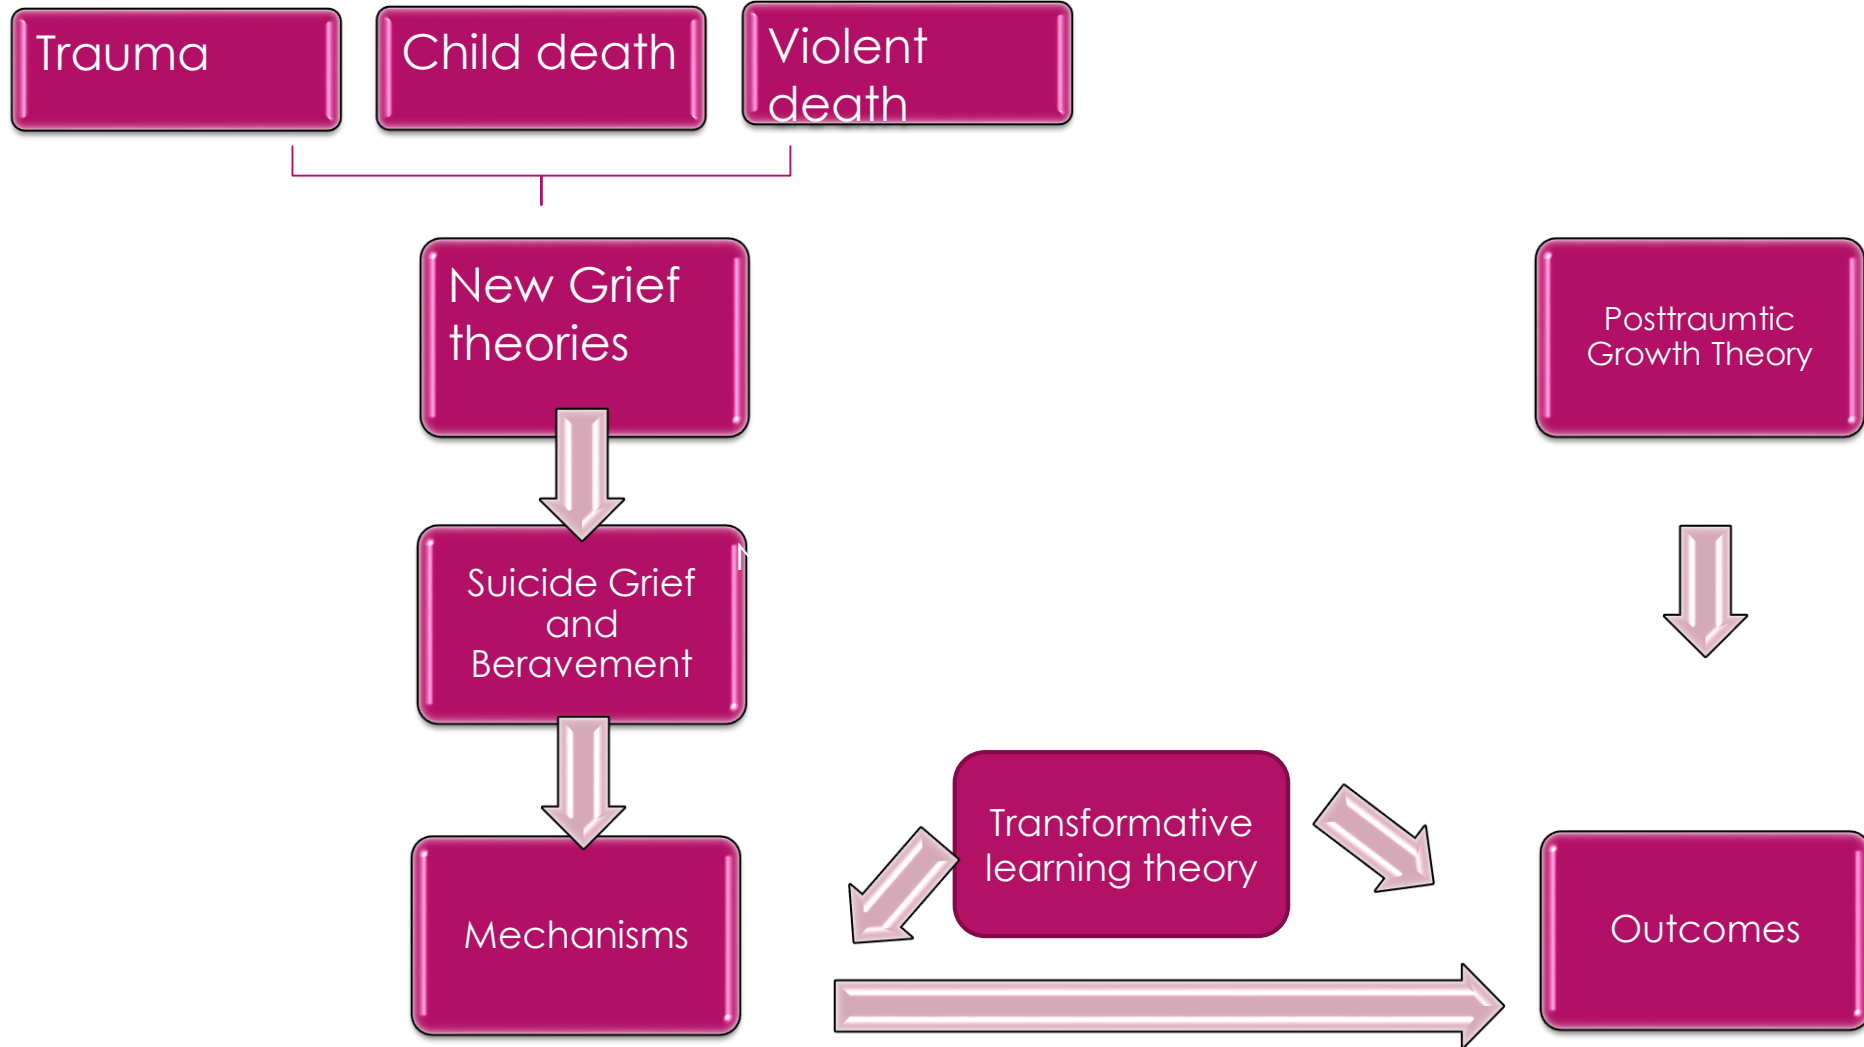 Trauma
Child death
Violent
death
New Grief
theories
Posttraumtic
Growth Theory
N
Suicide Grief
and
Beravement
Transformative
learning theory
Mechanisms
Outcomes